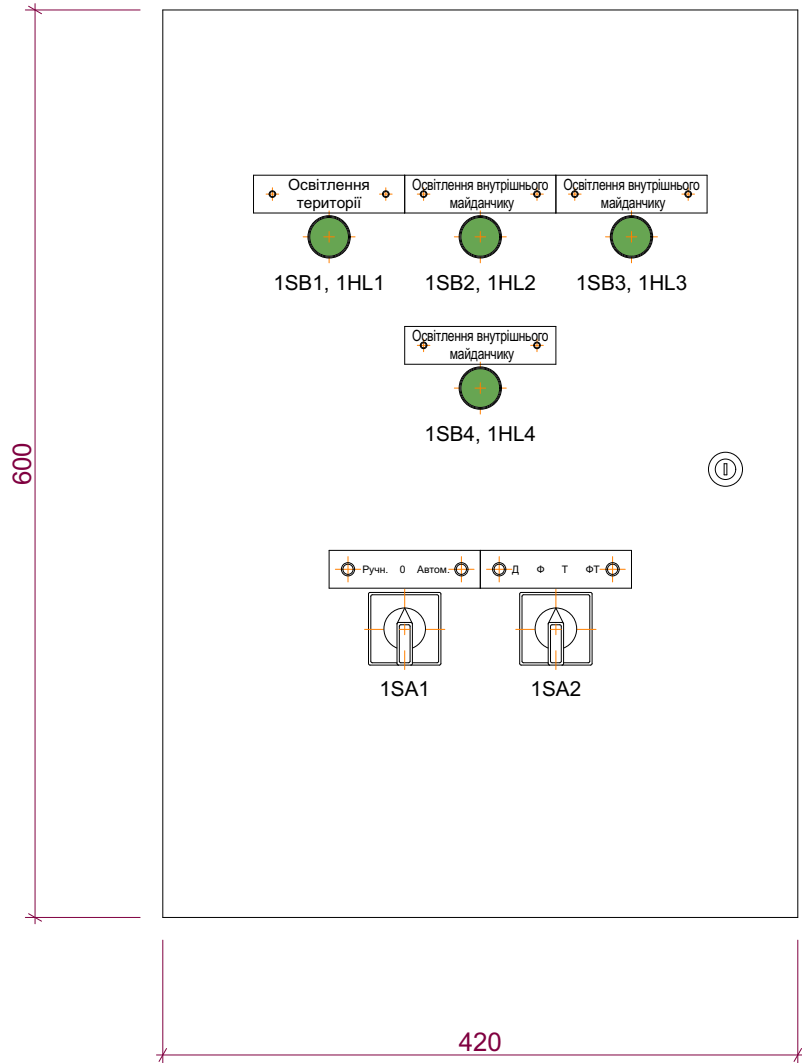 Освітлення
території
Освітлення внутрішнього
майданчику
Освітлення внутрішнього
майданчику
1SB1, 1HL1
1SB2, 1HL2
1SB3, 1HL3
Освітлення внутрішнього
майданчику
1SB4, 1HL4
600
Ручн. 0 Автом.
Д Ф Т ФТ
1SA1
1SA2
420